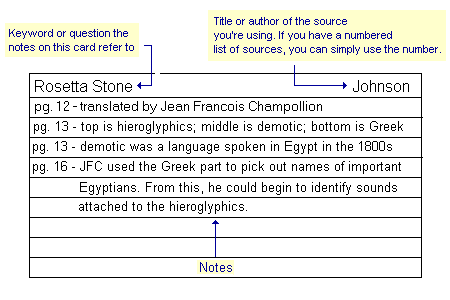 Keyword or question the
notes on this card refer to
Title or author of the source
you're using. If you have a numbered
list of sources, you can simply use the number.
Rosetta Stone Johnson
pg. 12 - translated by Jean Francois Champollion
pg. 13 - top is hieroglyphics; middle is demotic; bottom is Greek
pg. 13 - demotic was a language spoken in Egypt in the 1800s
pg. 16 - JFC used the Greek part to pick out names of important
Egyptians. From this, he could begin to identify sounds
attached to the hieroglyphics.
Notes